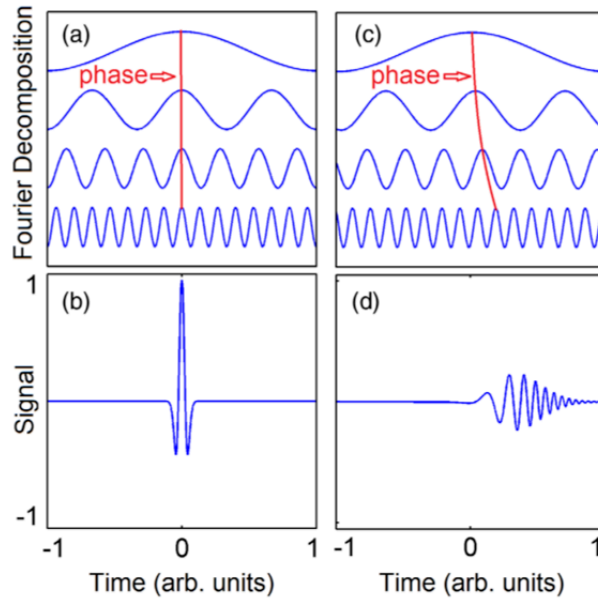 (a)
phase
Fourier Decomposition
(c)
phase
(b)
1
Signal
-1
-1
0
1
Time (arb. units)
(d)
-1
0
1
Time (arb. units)